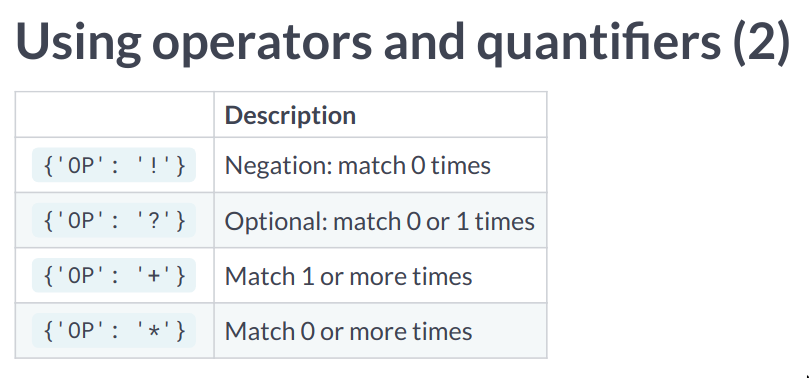 Using operators and quantifiers (2)
Description
{'OP': '!'} Negation: match 0 times
{'OP': '?'} Optional: match 0 or 1 times
{'OP': '+'} Match 1 or more times
{'OP': '*'} Match 0 or more times